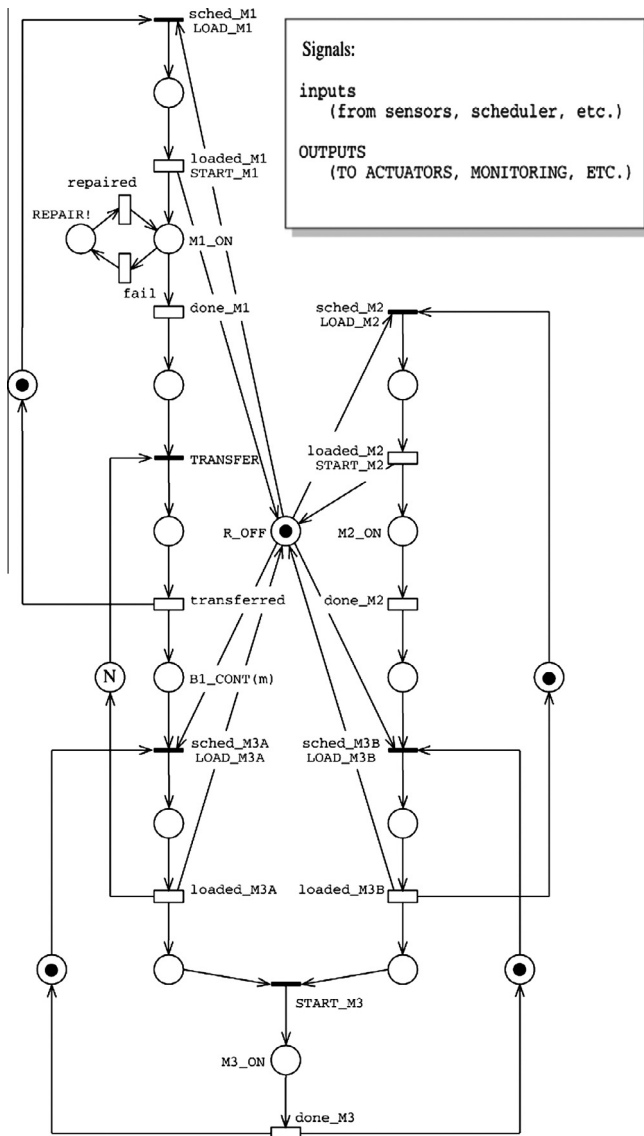 sched_M1
LOAD_M1
Signals:
inputs
(from sensors, scheduler, etc.)
OUTPUTS
(TO ACTUATORS, MONITORING, ETC.)
loaded_M1
START_M1
repaired
REPAIR!
M1_ON
fail
done_M1
sched_M2
LOAD_M2
TRANSFER
loaded_M2
START_M2
R_OFF
M2_ON
transferred
done_M2
N
B1_CONT(m)
sched_M3A
LOAD_M3A
sched_M3B
LOAD_M3B
loaded_M3A
loaded_M3B
START_M3
M3_ON
done_M3